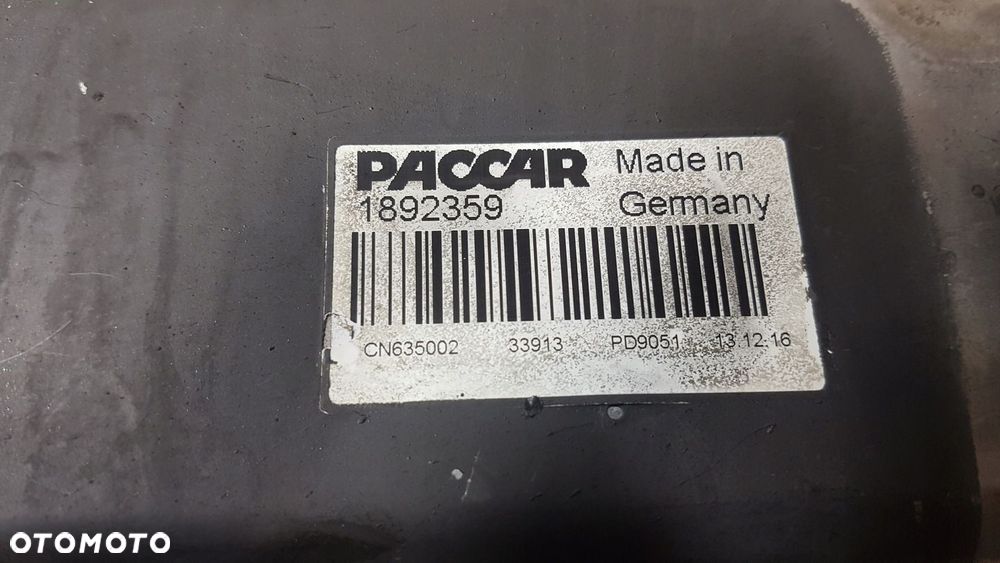 PACCAR Made in
1892359 Germany
CN635002 33913 PD9051 13.12.16
OTOMOTO